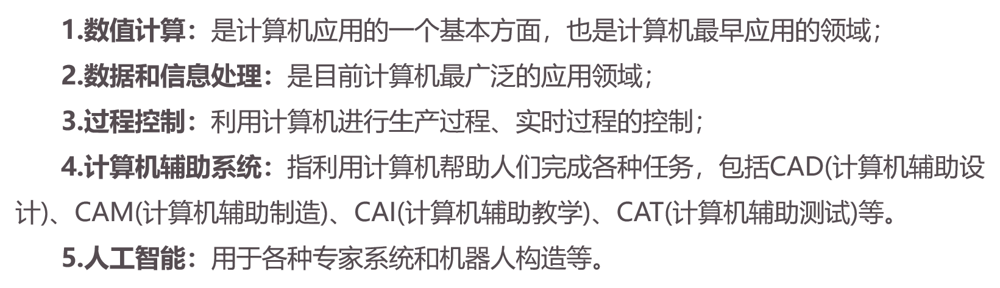 1.数值计算：是计算机应用的一个基本方面，也是计算机最早应用的领域；
2.数据和信息处理：是目前计算机最广泛的应用领域；
3.过程控制：利用计算机进行生产过程、实时过程的控制；
4.计算机辅助系统：指利用计算机帮助人们完成各种任务，包括CAD(计算机辅助设
计)、CAM(计算机辅助制造)、CAI(计算机辅助教学)、CAT(计算机辅助测试)等。
5.人工智能：用于各种专家系统和机器人构造等。